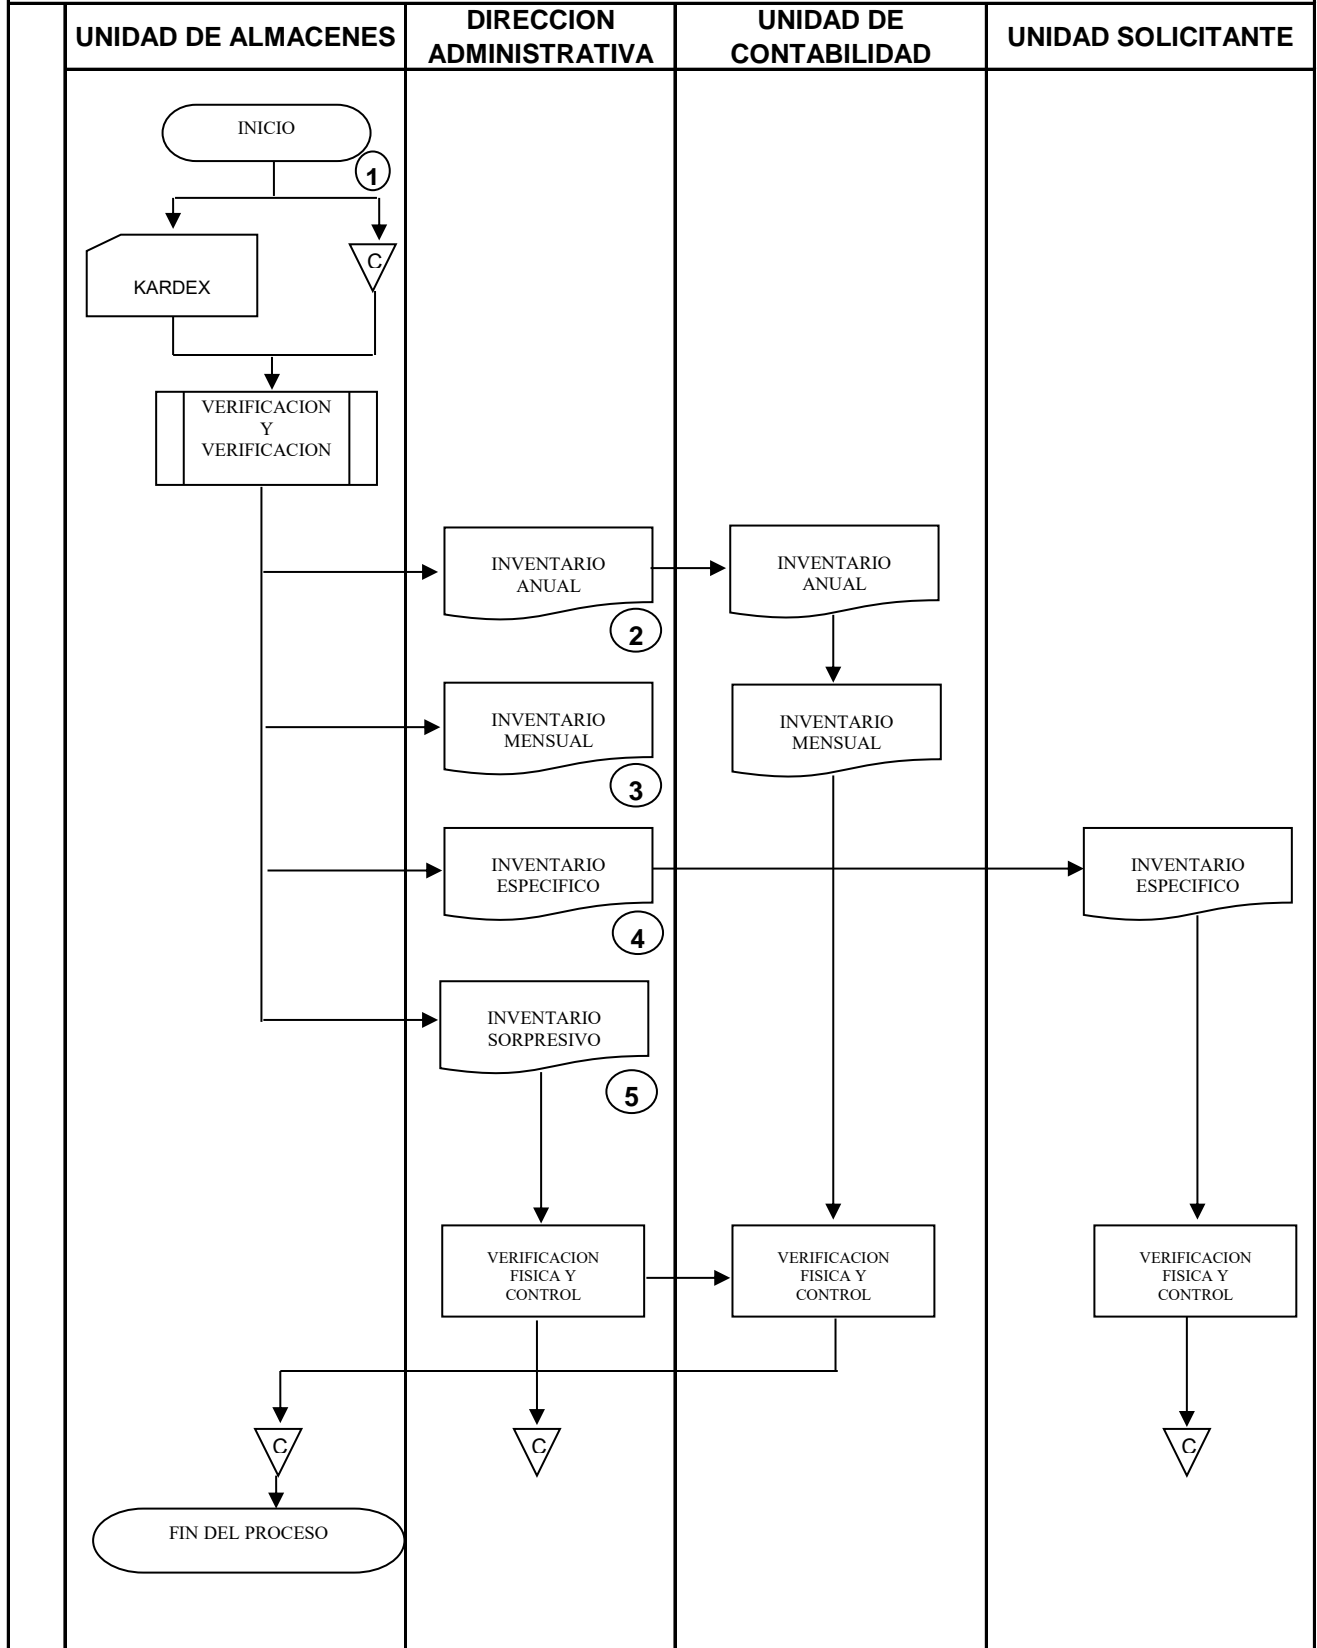 UNIDAD DE ALMACENES
DIRECCION
ADMINISTRATIVA
UNIDAD DE
CONTABILIDAD
UNIDAD SOLICITANTE
INICIO
1
C
KARDEX
VERIFICACION
Y
VERIFICACION
INVENTARIO
ANUAL
2
INVENTARIO
ANUAL
INVENTARIO
MENSUAL
3
INVENTARIO
MENSUAL
INVENTARIO
ESPECIFICO
4
INVENTARIO
ESPECIFICO
INVENTARIO
SORPRESIVO
5
VERIFICACION
FISICA Y
CONTROL
VERIFICACION
FISICA Y
CONTROL
VERIFICACION
FISICA Y
CONTROL
C
C
C
FIN DEL PROCESO